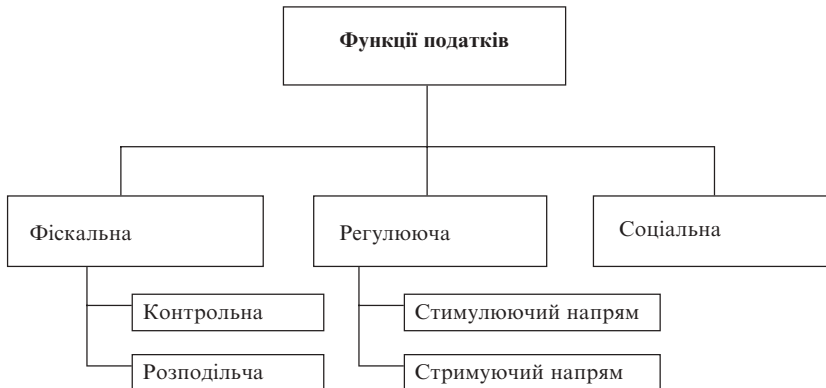 Функції податків
Фіскальна
Регулююча
Соціальна
Контрольна
Стимулюючий напрям
Розподільча
Стримуючий напрям